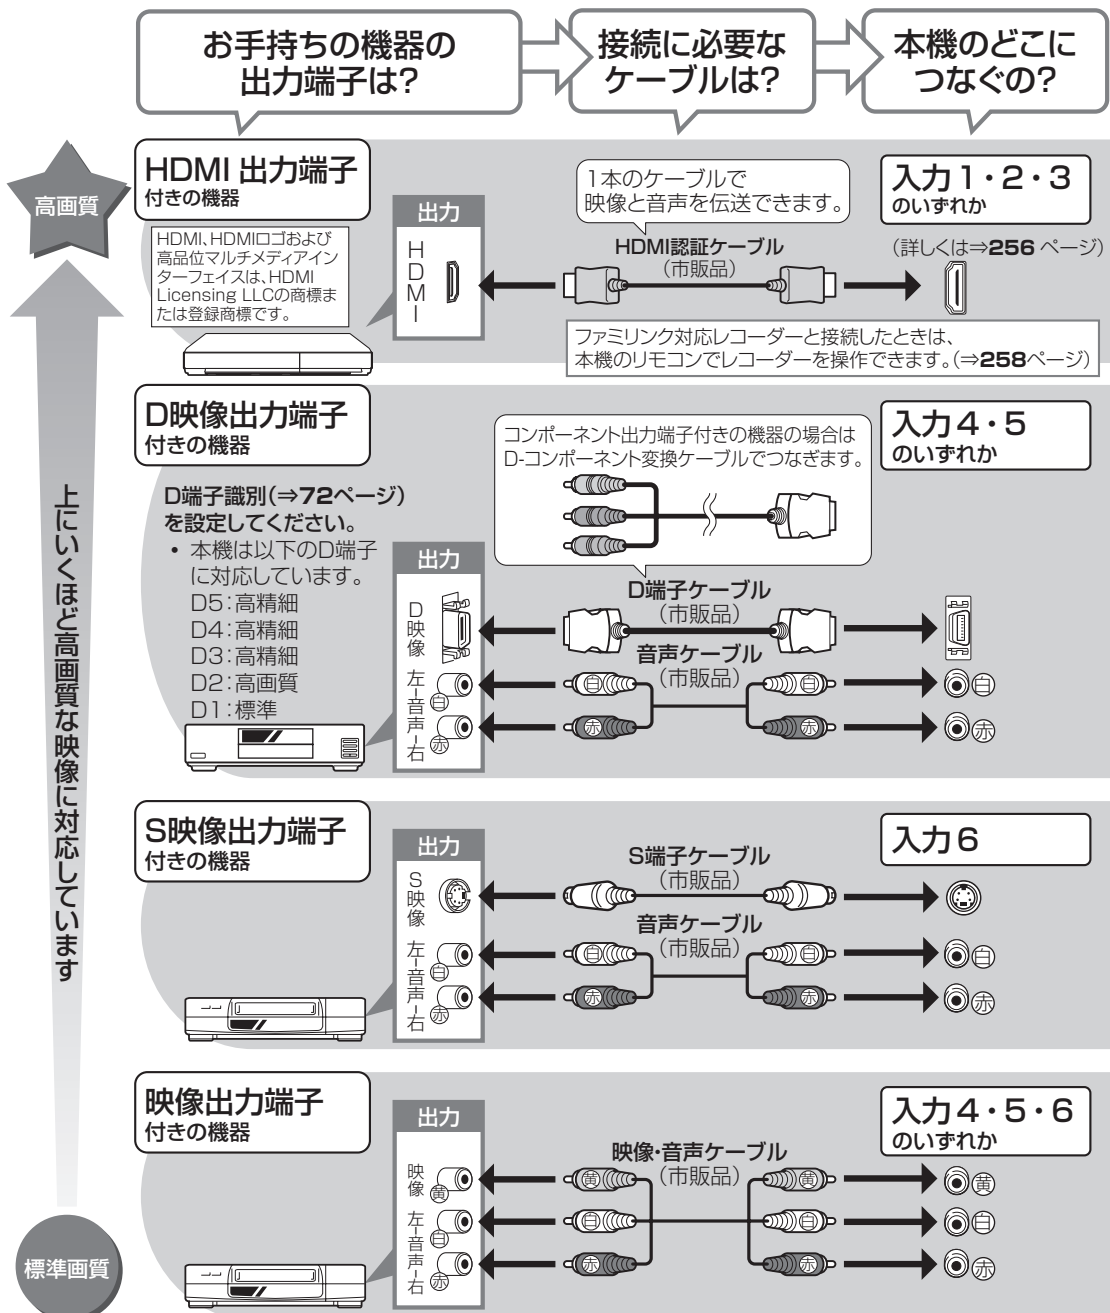 お手持ちの機器の
出力端子は?
接続に必要な
ケーブルは?
本機のどこに
つなぐの?
高画質
上にいくほど高画質な映像に対応しています
標準画質
HDMI 出力端子
付きの機器
HDMI、HDMIロゴおよび
高品位マルチメディアイン
ターフェイスは、HDMI
Licensing LLCの商標ま
たは登録商標です。
出力
HDMI
1本のケーブルで
映像と音声を伝送できます。
HDMI認証ケーブル
(市販品)
入力1・2・3
のいずれか
(詳しくは⇒256 ページ)
ファミリンク対応レコーダーと接続したときは、
本機のリモコンでレコーダーを操作できます。(⇒258ページ)
D映像出力端子
付きの機器
D端子識別(⇒72ページ)
を設定してください。
• 本機は以下のD端子
に対応しています。
D5:高精細
D4:高精細
D3:高精細
D2:高画質
D1:標準
出力
D映像
左-音声-右
白
赤
コンポーネント出力端子付きの機器の場合は
D-コンポーネント変換ケーブルでつなぎます。
D端子ケーブル
(市販品)
音声ケーブル
(市販品)
白
白
赤
赤
入力4・5
のいずれか
白
赤
S映像出力端子
付きの機器
出力
S映像
左-音声-右
白
赤
S端子ケーブル
(市販品)
音声ケーブル
(市販品)
白
白
赤
赤
入力6
白
赤
映像出力端子
付きの機器
出力
映像
黄
左-音声-右
白
赤
映像・音声ケーブル
(市販品)
黄
黄
白
白
赤
赤
入力4・5・6
のいずれか
黄
白
赤